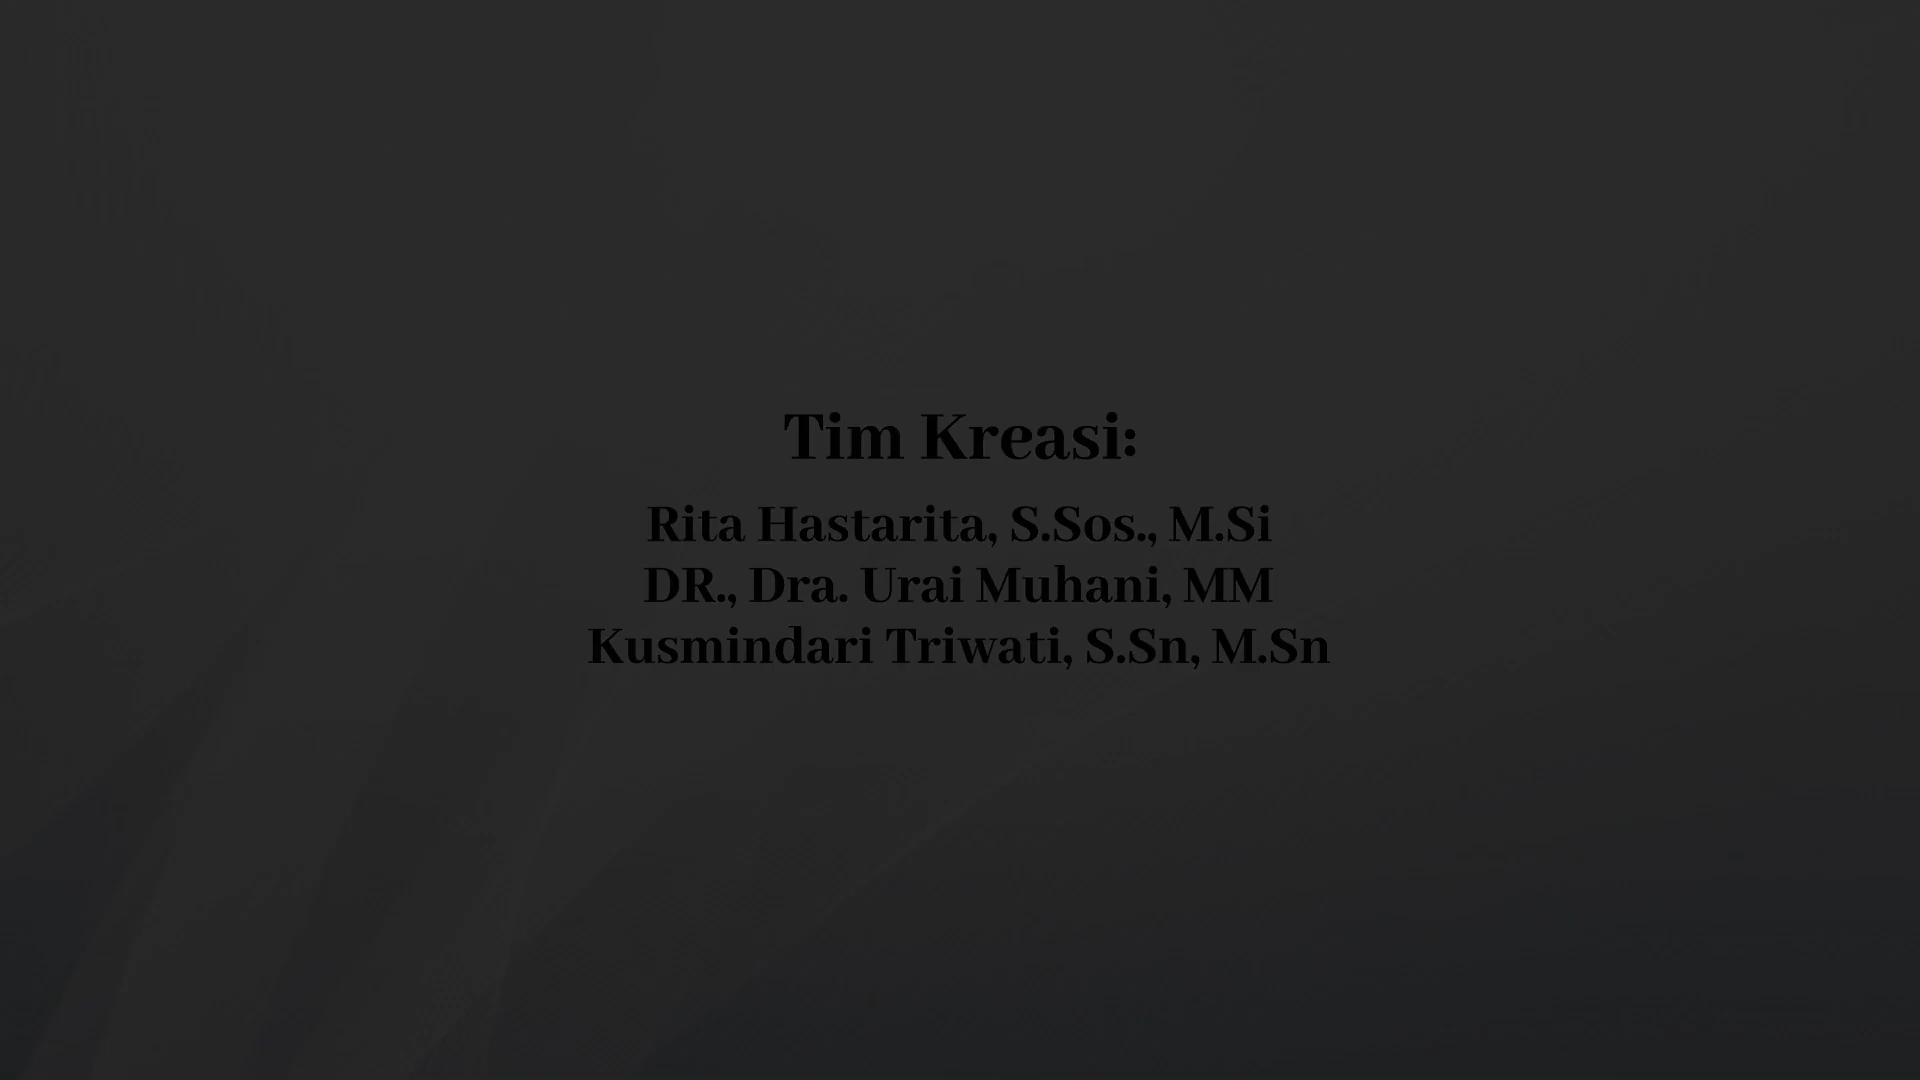 Tim Kreasi:
Rita Hastarita, S.Sos., M.Si
DR., Dra. Urai Muhani, MM
Kusmindari Triwati, S.Sn, M.Sn